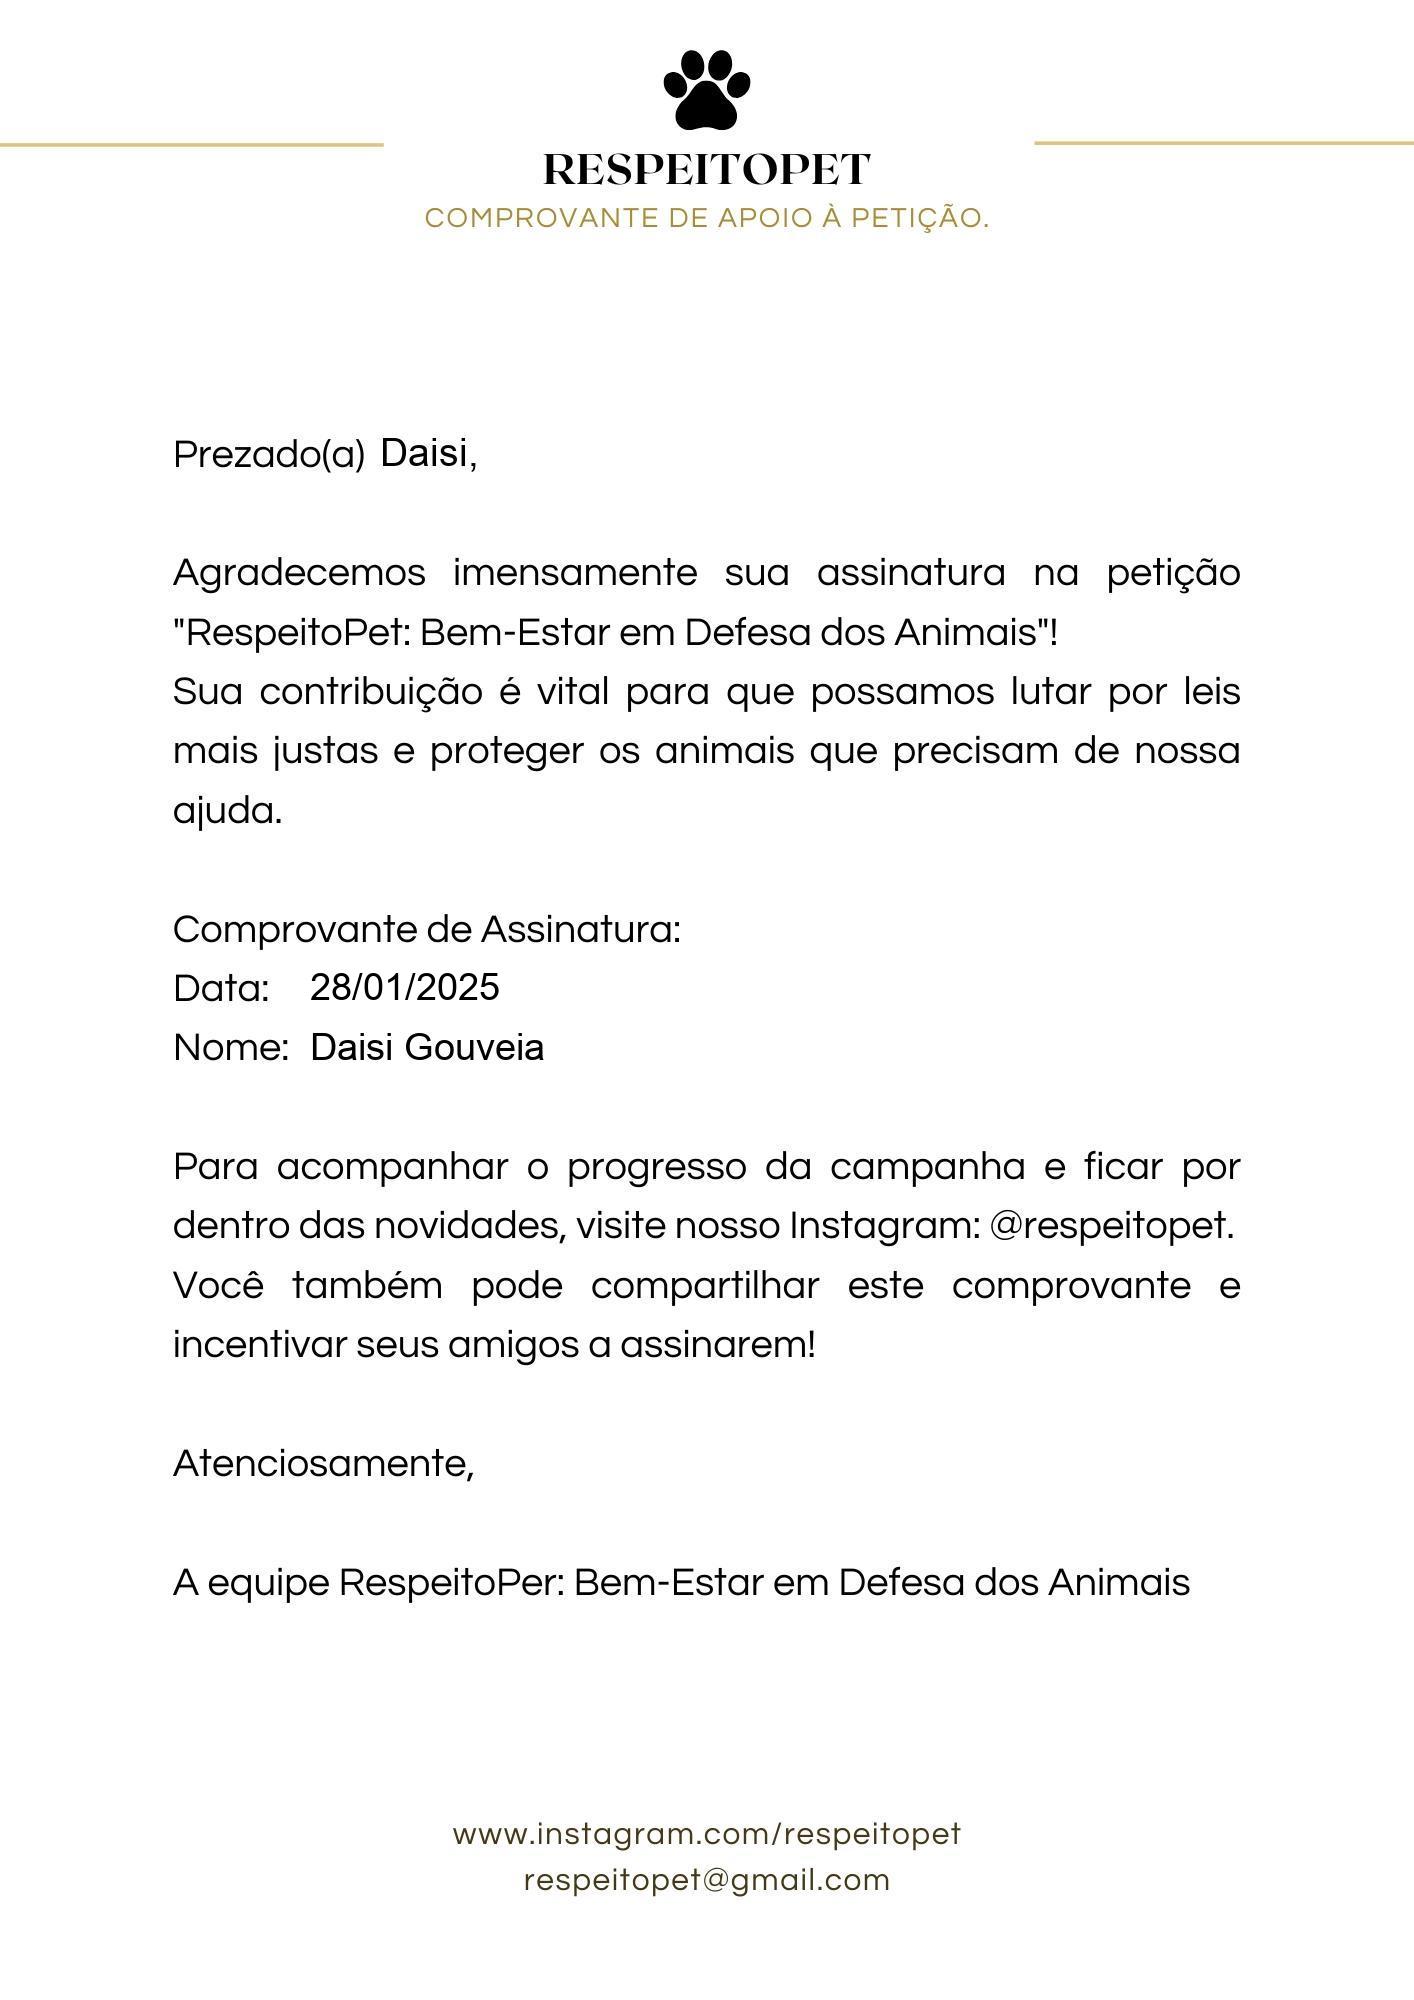 RESPEITOPET
COMPROVANTE DE APOIO À PETIÇÃO.
Prezado(a) Daisi,
Agradecemos imensamente sua assinatura na petição
"RespeitoPet: Bem-Estar em Defesa dos Animais"!
Sua contribuição é vital para que possamos lutar por leis
mais justas e proteger os animais que precisam de nossa
ajuda.
Comprovante de Assinatura:
Data: 28/01/2025
Nome: Daisi Gouveia
Para acompanhar o progresso da campanha e ficar por
dentro das novidades, visite nosso Instagram: @respeitopet.
Você também pode compartilhar este comprovante e
incentivar seus amigos a assinarem!
Atenciosamente,
A equipe RespeitoPer: Bem-Estar em Defesa dos Animais
www.instagram.com/respeitopet
respeitopet@gmail.com